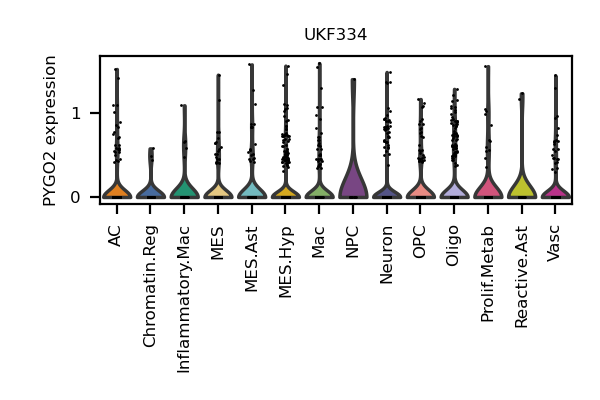 UKF334
PYGO2 expression
1
0
AC
Chromatin.Reg
Inflammatory.Mac
MES
MES.Ast
MES.Hyp
Mac
NPC
Neuron
OPC
Oligo
Prolif.Metab
Reactive.Ast
Vasc